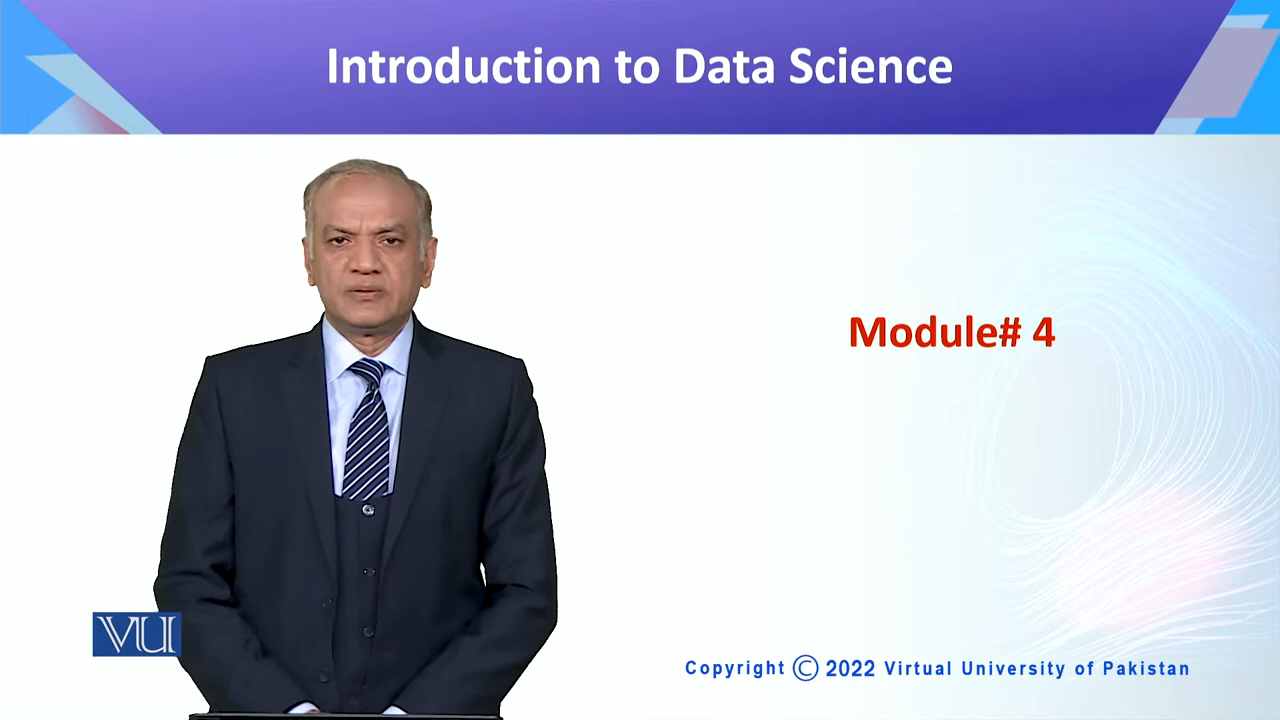 Introduction to Data Science
Module# 4
VU
Copyright © 2022 Virtual University of Pakistan